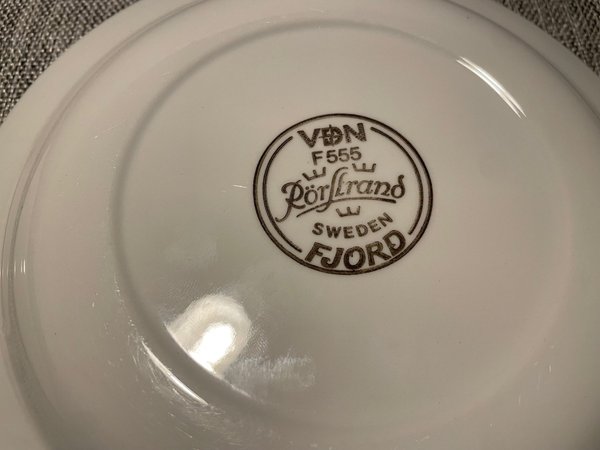 VDN
F555
Rörstrand
SWEDEN
FJORD